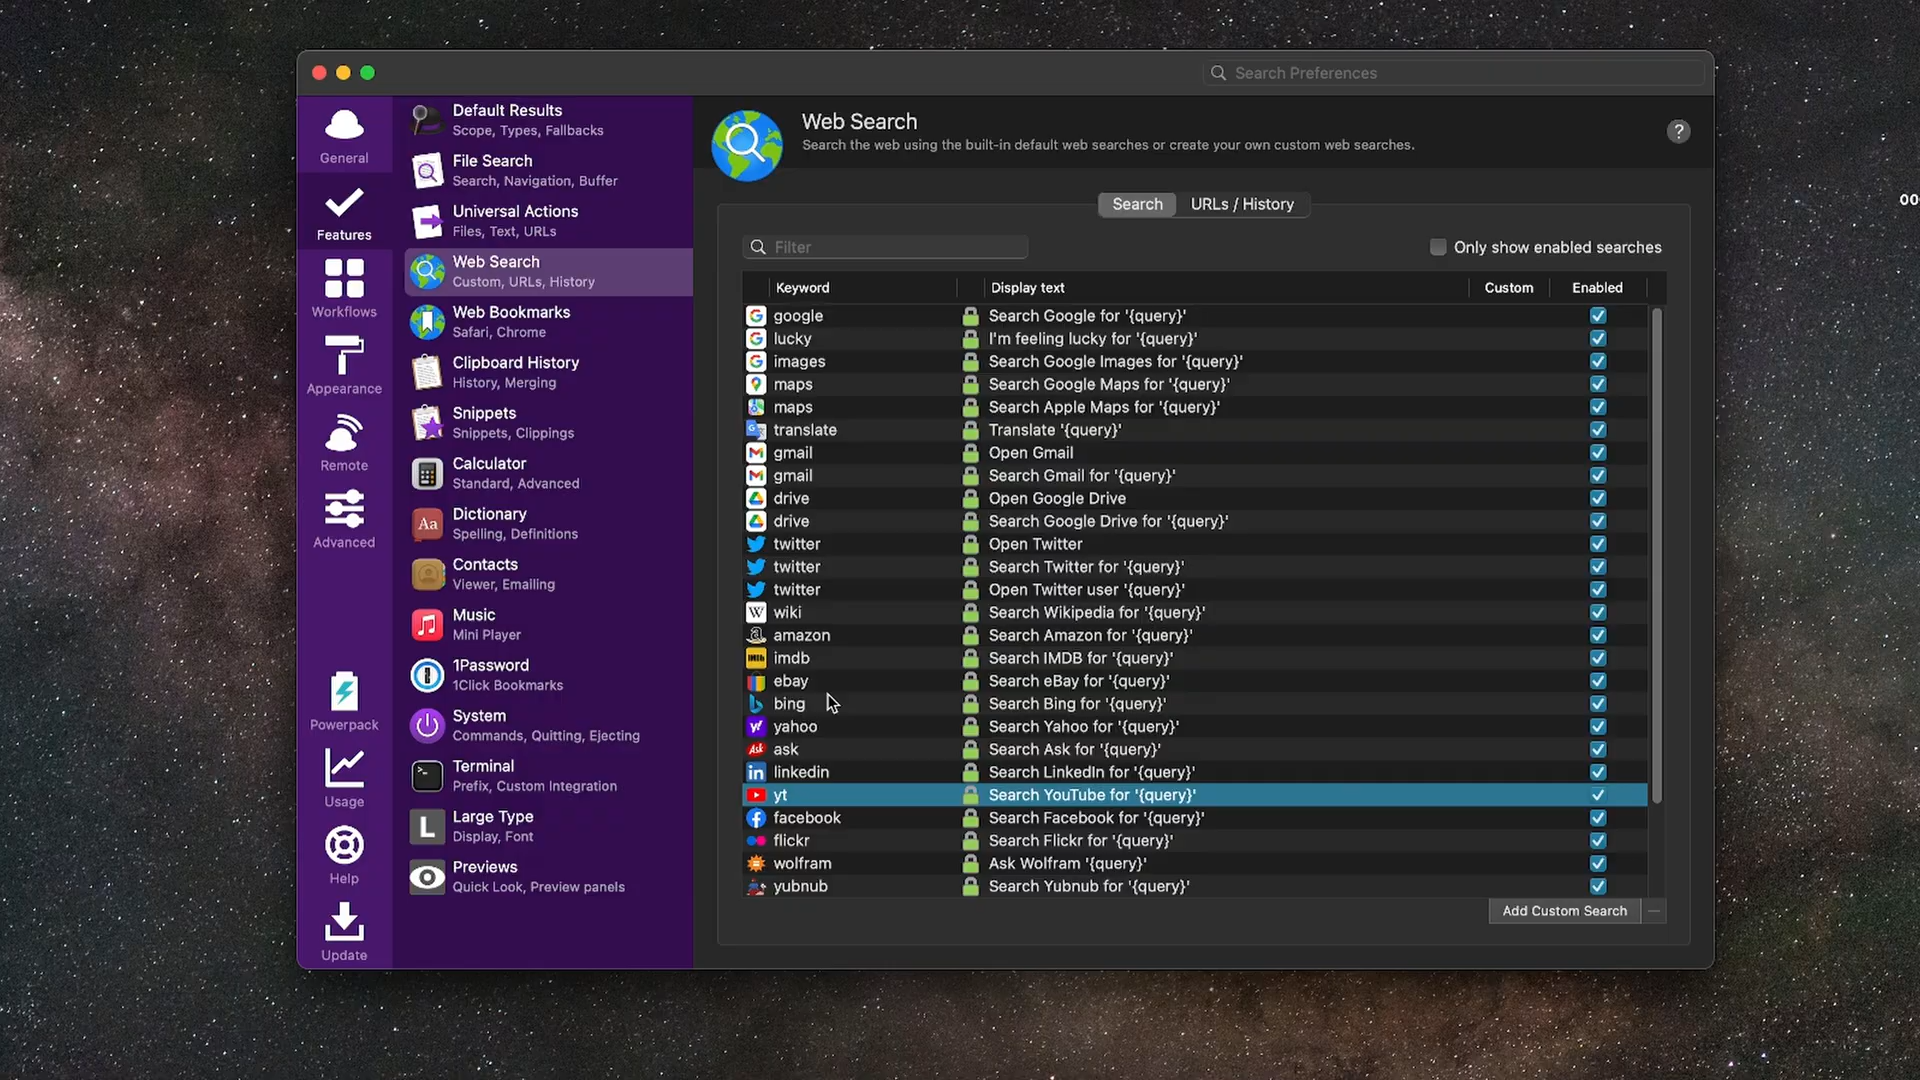 Search Preferences
General
Features
Workflows
Appearance
Remote
Advanced
Powerpack
Usage
Help
Update
Default Results
Scope, Types, Fallbacks
File Search
Search, Navigation, Buffer
Universal Actions
Files, Text, URLs
Web Search
Custom, URLs, History
Web Bookmarks
Safari, Chrome
Clipboard History
History, Merging
Snippets
Snippets, Clippings
Calculator
Standard, Advanced
Aa
Dictionary
Spelling, Definitions
Contacts
Viewer, Emailing
Music
Mini Player
1Password
1Click Bookmarks
System
Commands, Quitting, Ejecting
Terminal
Prefix, Custom Integration
L
Large Type
Display, Font
Previews
Quick Look, Preview panels
Web Search
Search the web using the built-in default web searches or create your own custom web searches.
?
00
Search URLs / History
Filter
Only show enabled searches
Keyword Display text Custom Enabled
google Search Google for '{query}'
lucky I'm feeling lucky for '{query}'
images Search Google Images for '{query}'
maps Search Google Maps for '{query}'
maps Search Apple Maps for '{query}'
translate Translate '{query}'
gmail Open Gmail
gmail Search Gmail for '{query}'
drive Open Google Drive
drive Search Google Drive for '{query}'
twitter Open Twitter
twitter Search Twitter for '{query}'
twitter Open Twitter user '{query}'
W wiki Search Wikipedia for '{query}'
amazon Search Amazon for '{query}'
imdb Search IMDB for '{query}'
ebay Search eBay for '{query}'
bing Search Bing for '{query}'
y! yahoo Search Yahoo for '{query}'
Ask ask Search Ask for '{query}'
in linkedin Search LinkedIn for '{query}'
yt Search YouTube for '{query}'
facebook Search Facebook for '{query}'
flickr Search Flickr for '{query}'
wolfram Ask Wolfram '{query}'
yubnub Search Yubnub for '{query}'
Add Custom Search